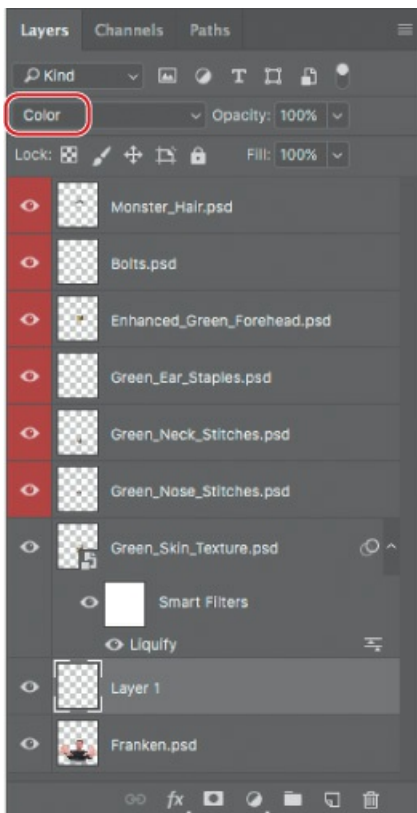 Layers Channels Paths
Kind T
Color Opacity: 100%
Lock: Fill: 100%
Monster_Hair.psd
Bolts.psd
Enhanced_Green_Forehead.psd
Green_Ear_Staples.psd
Green_Neck_Stitches.psd
Green_Nose_Stitches.psd
Green_Skin_Texture.psd
Smart Filters
Liquify
Layer 1
Franken.psd
fx